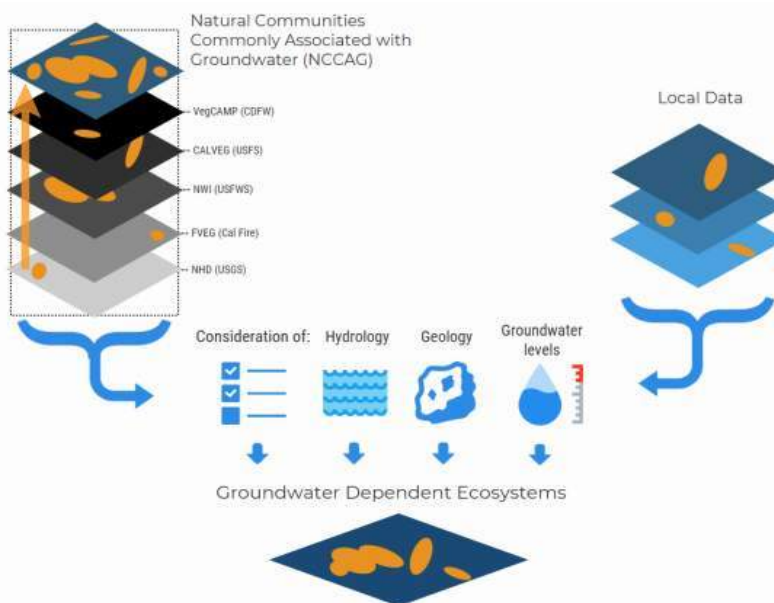 Natural Communities
Commonly Associated with
Groundwater (NCCAG)
VegCAMP (CDFW)
CALVEG (USFS)
NWI (USFWS)
FVEG (Cal Fire)
NHD (USGS)
Local Data
Consideration of:
Hydrology
Geology
Groundwater
levels
Groundwater Dependent Ecosystems